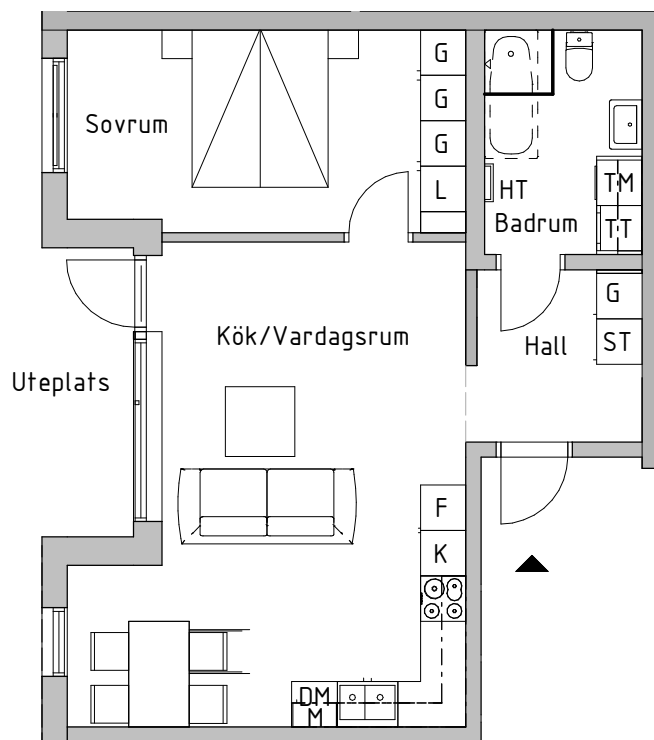 G
Sovrum
G
G
L
HT
TM
Badrum
TT
G
Kök/Vardagsrum
Hall
ST
Uteplats
F
K
DM
M